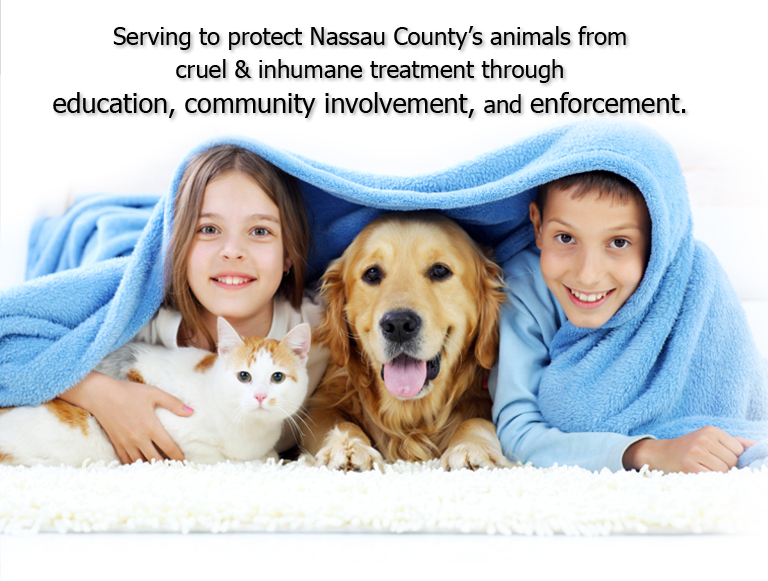 Serving to protect Nassau County’s animals from
cruel & inhumane treatment through
education, community involvement, and enforcement.